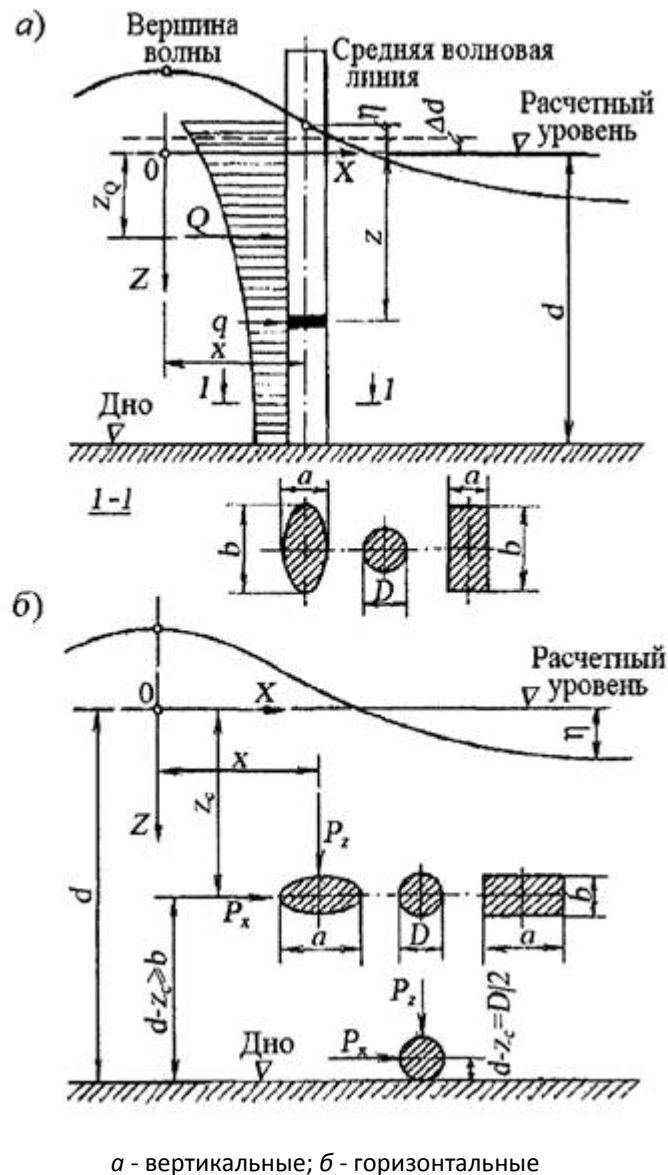 а)
Вершина
волны
Средняя волновая
линия
η
Δd
Расчетный
уровень
0
X
z_Q
Q
Z
z
d
q
x
1
1
Дно
1-1
a
a
b
D
b
б)
Расчетный
уровень
0
X
η
x
z_c
Z
P_z
d
P_x
b
a
D
a
d-z_c≥b
P_z
d-z_c=D/2
P_x
Дно
а - вертикальные; б - горизонтальные